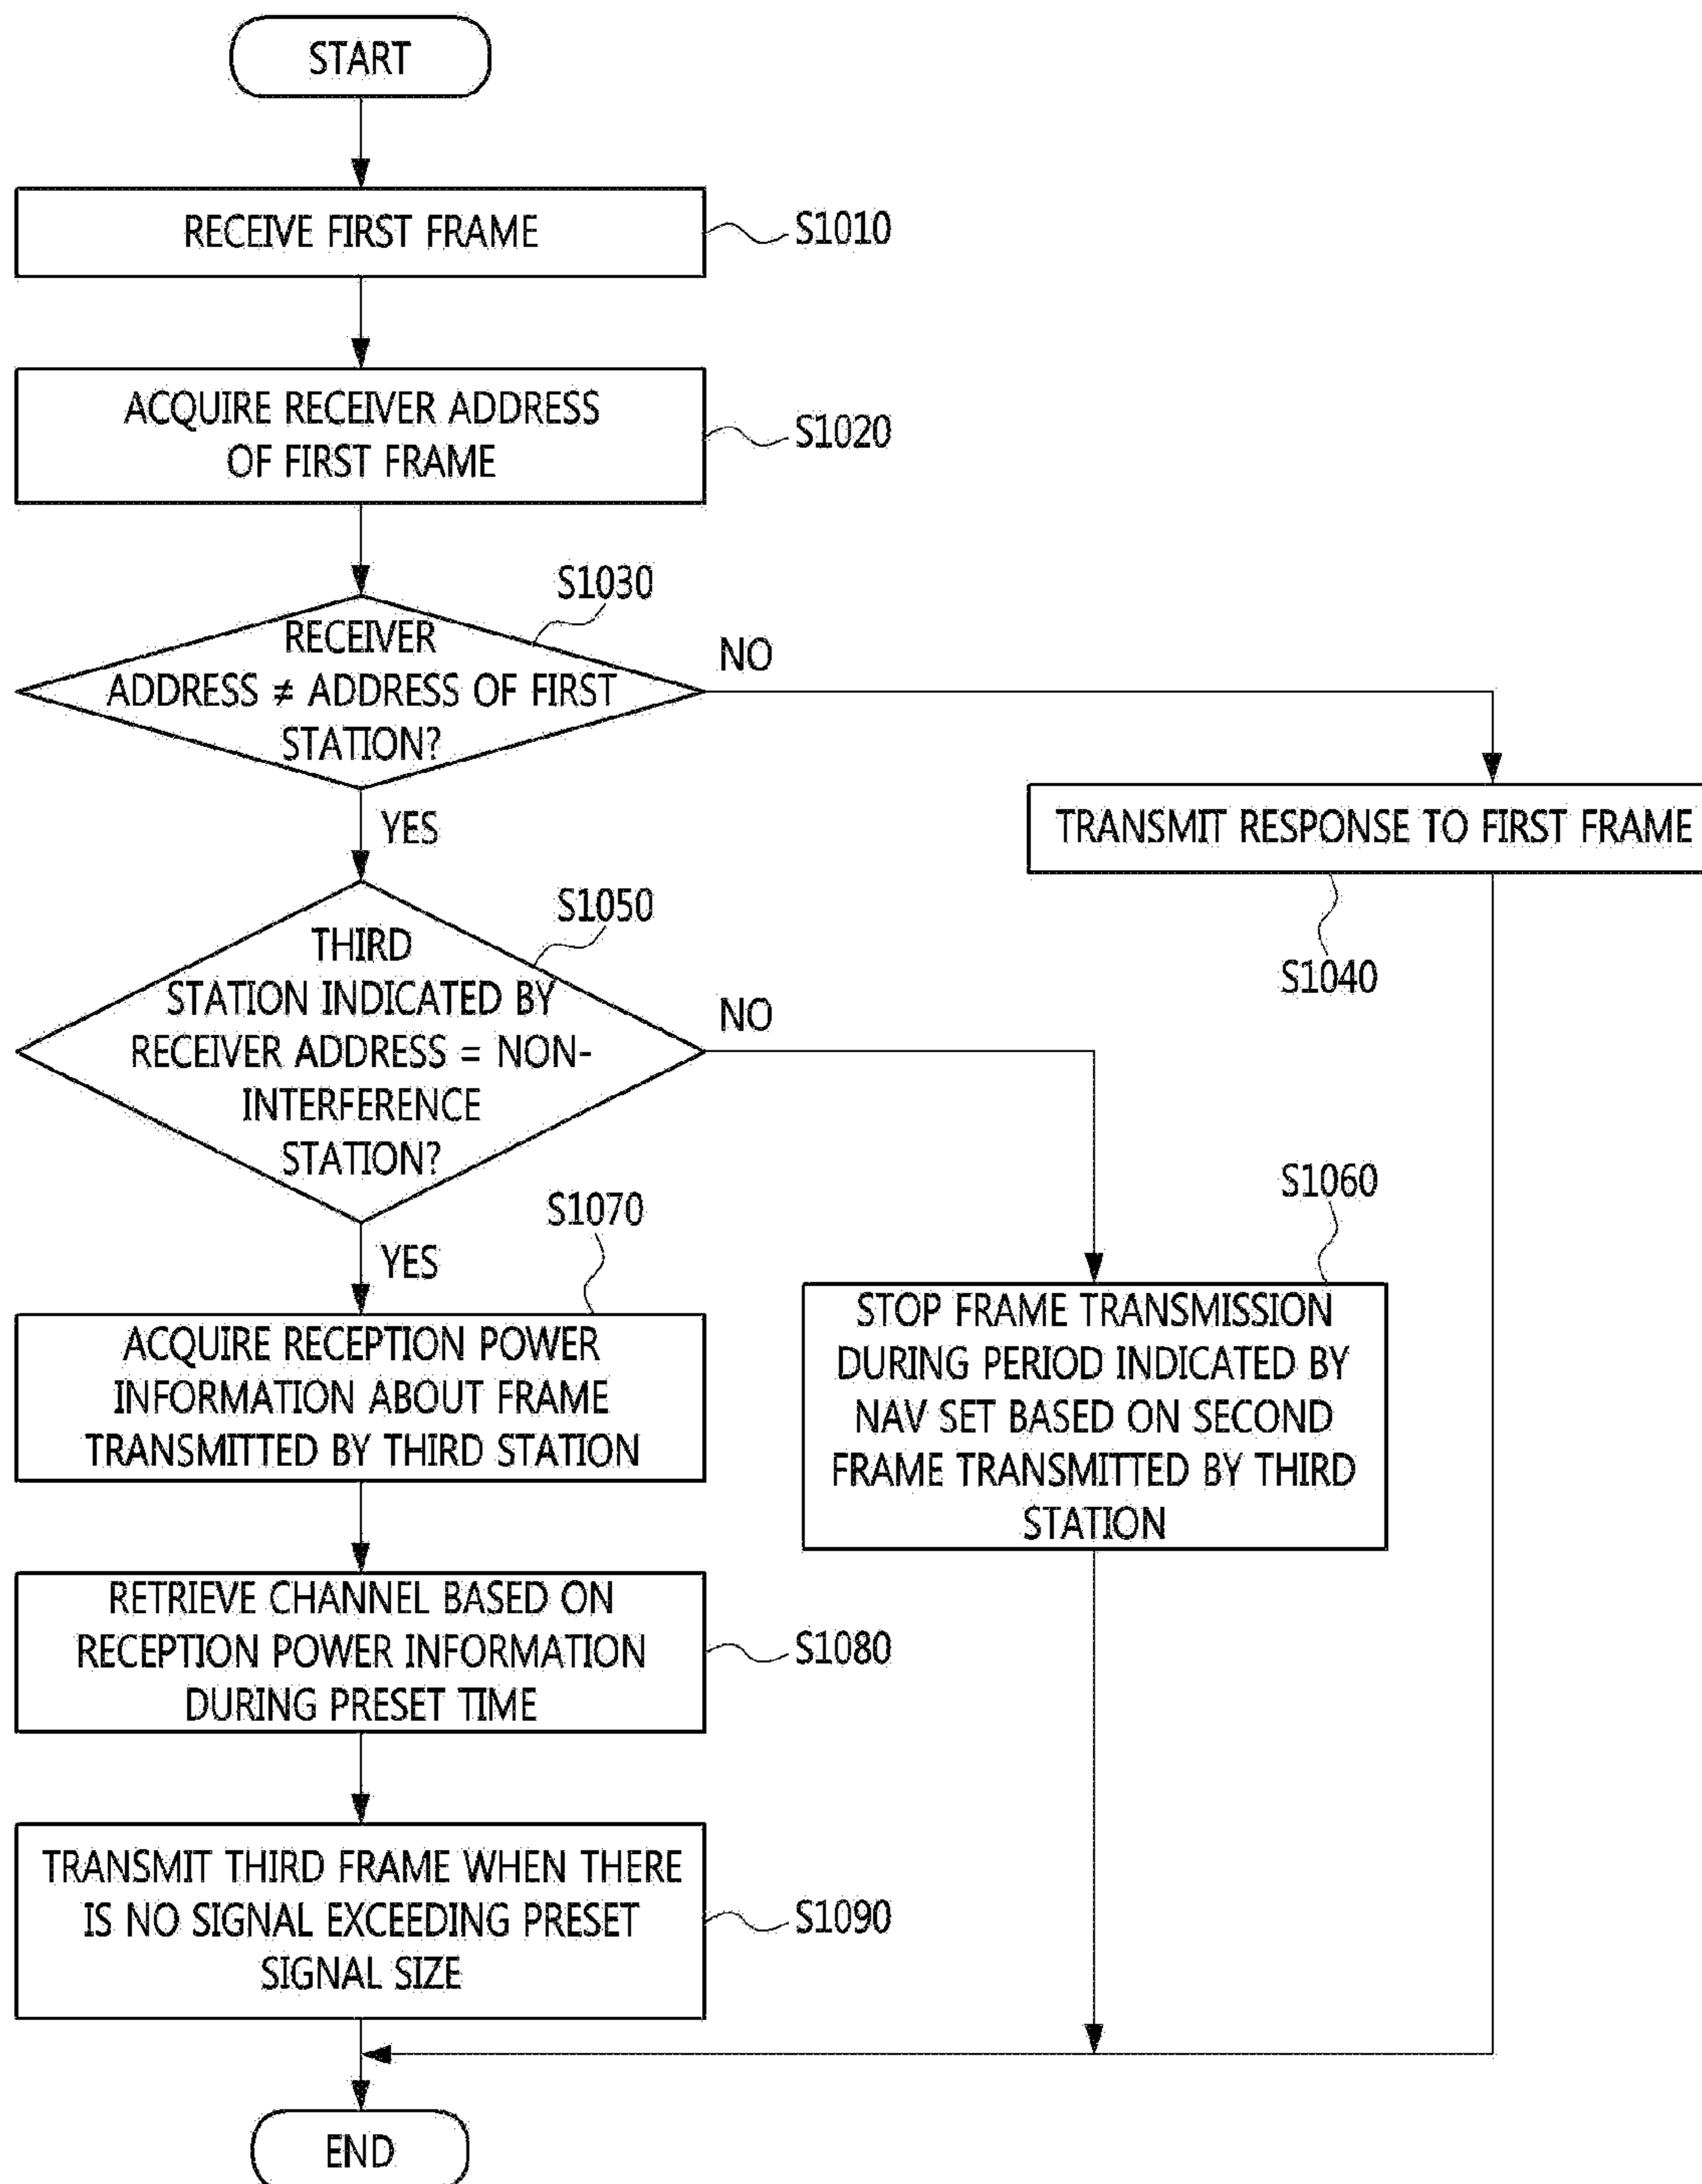 START
RECEIVE FIRST FRAME
S1010
ACQUIRE RECEIVER ADDRESS
OF FIRST FRAME
S1020
S1030
RECEIVER
ADDRESS ≠ ADDRESS OF FIRST
STATION?
NO
YES
TRANSMIT RESPONSE TO FIRST FRAME
S1040
S1050
THIRD
STATION INDICATED BY
RECEIVER ADDRESS = NON-
INTERFERENCE
STATION?
NO
YES
S1060
STOP FRAME TRANSMISSION
DURING PERIOD INDICATED BY
NAV SET BASED ON SECOND
FRAME TRANSMITTED BY THIRD
STATION
S1070
ACQUIRE RECEPTION POWER
INFORMATION ABOUT FRAME
TRANSMITTED BY THIRD STATION
RETRIEVE CHANNEL BASED ON
RECEPTION POWER INFORMATION
DURING PRESET TIME
S1080
TRANSMIT THIRD FRAME WHEN THERE
IS NO SIGNAL EXCEEDING PRESET
SIGNAL SIZE
S1090
END